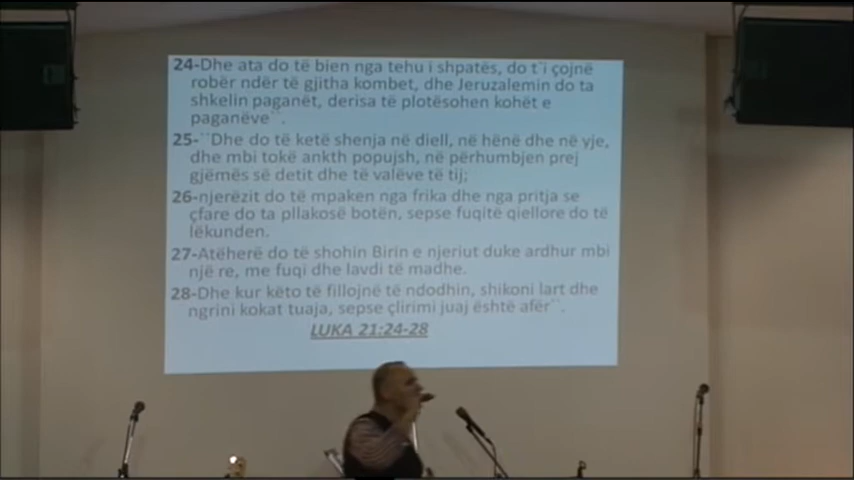 24-Dhe ata do të bien nga tehu i shpatës, do t`i çojnë
robër ndër të gjitha kombet, dhe Jeruzalemin do ta
shkelin paganët, derisa të plotësohen kohët e
paganëve``.
25-``Dhe do të ketë shenja në diell, në hënë dhe në yje,
dhe mbi tokë ankth popujsh, në përhumbjen prej
gjëmës së detit dhe të valëve të tij;
26-njerëzit do të mpaken nga frika dhe nga pritja se
çfare do ta pllakosë botën, sepse fuqitë qiellore do të
lëkunden.
27-Atëherë do të shohin Birin e njeriut duke ardhur mbi
një re, me fuqi dhe lavdi të madhe.
28-Dhe kur këto të fillojnë të ndodhin, shikoni lart dhe
ngrini kokat tuaja, sepse çlirimi juaj është afër``.
LUKA 21:24-28